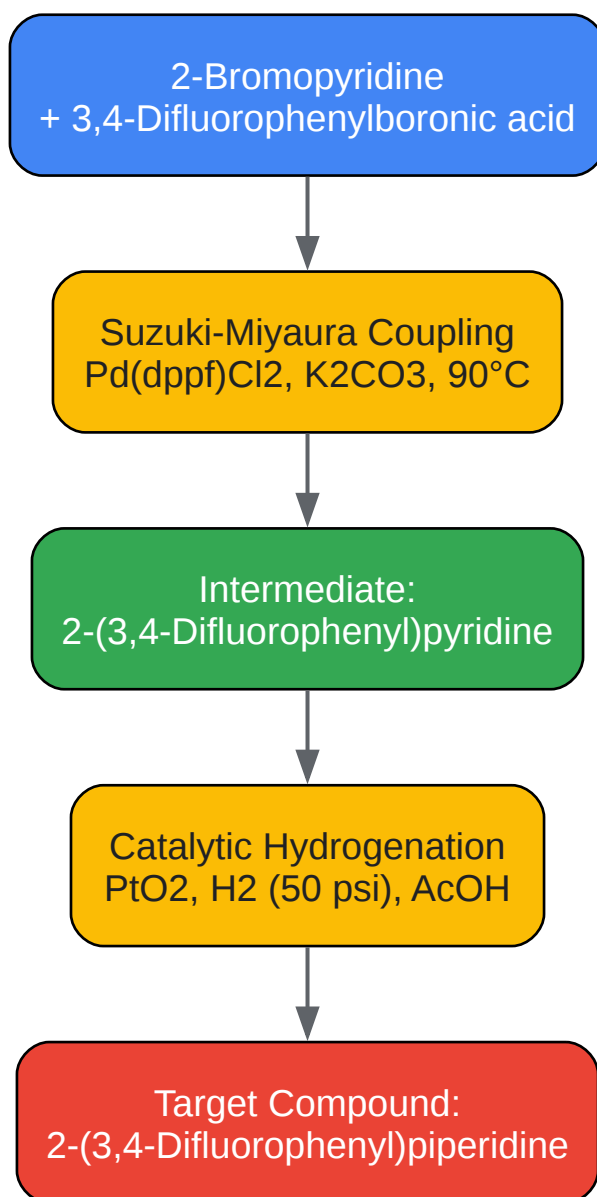 2-Bromopyridine
+ 3,4-Difluorophenylboronic acid
Suzuki-Miyaura Coupling
Pd(dppf)Cl2, K2CO3, 90°C
Intermediate:
2-(3,4-Difluorophenyl)pyridine
Catalytic Hydrogenation
PtO2, H2 (50 psi), AcOH
Target Compound:
2-(3,4-Difluorophenyl)piperidine